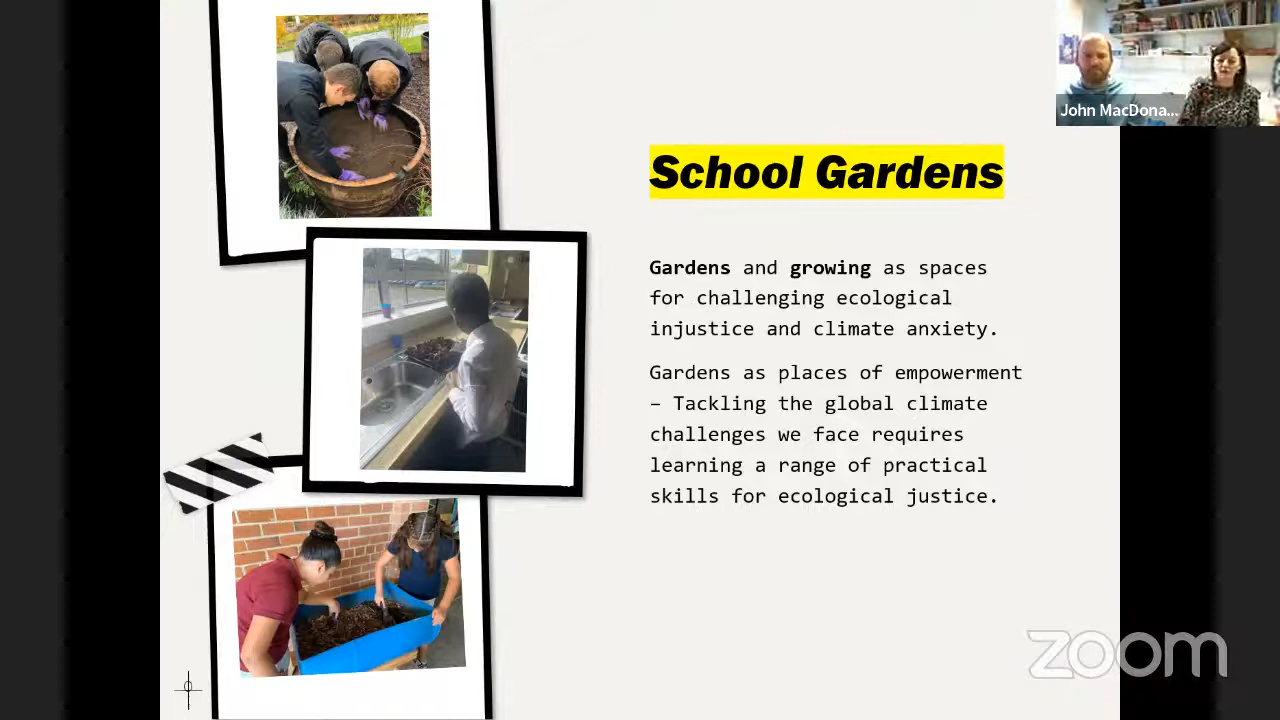 John MacDona...
School Gardens
Gardens and growing as spaces
for challenging ecological
injustice and climate anxiety.
Gardens as places of empowerment
– Tackling the global climate
challenges we face requires
learning a range of practical
skills for ecological justice.
zoom